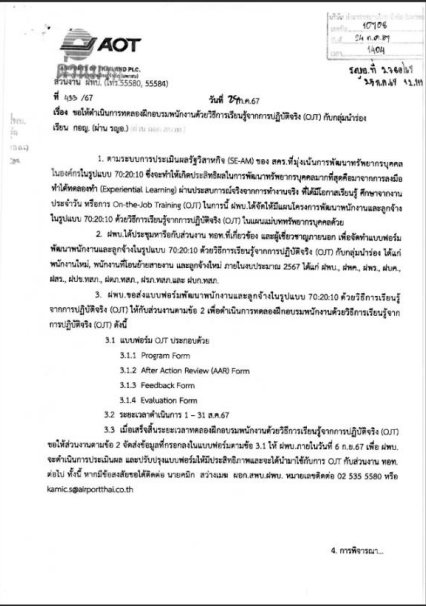 10706
24 ก.ค.67
1404
AOT
ด่วนมาก
ส่วนงาน ฝพบ. (โทร.55580, 55584)
ที่ 433 /67
วันที่ 24 ก.ค.67
เรื่อง ขอให้ดำเนินการทดลองฝึกอบรมพนักงานด้วยวิธีการเรียนรู้จากการปฏิบัติจริง (OJT) กับกลุ่มนำร่อง
เรียน กอญ. (ผ่าน รญอ.)
1. ตามระบบการประเมินผลรัฐวิสาหกิจ (SE-AM) ของ สคร.ที่มุ่งเน้นการพัฒนาทรัพยากรบุคคล
ในองค์กรในรูปแบบ 70:20:10 ซึ่งจะทำให้เกิดประสิทธิผลในการพัฒนาทรัพยากรบุคคลมากที่สุดคือมาจากการลงมือ
ทำได้ทดลองทำ (Experiential Learning) ผ่านประสบการณ์จริงจากการทำงานจริง ที่ได้มีโอกาสเรียนรู้ ศึกษาจากงาน
ประจำวัน หรือการ On-the-Job Training (OJT) ในการนี้ ฝพบ.ได้จัดให้มีแผนโครงการพัฒนาพนักงานและลูกจ้าง
ในรูปแบบ 70:20:10 ด้วยวิธีการเรียนรู้จากการปฏิบัติจริง (OJT) ในแผนแม่บททรัพยากรบุคคลด้วย
2. ฝพบ.ได้ประชุมหารือกับส่วนงาน ทอท.ที่เกี่ยวข้อง และผู้เชี่ยวชาญภายนอก เพื่อจัดทำแบบฟอร์ม
พัฒนาพนักงานและลูกจ้างในรูปแบบ 70:20:10 ด้วยวิธีการเรียนรู้จากการปฏิบัติจริง (OJT) กับกลุ่มนำร่อง ได้แก่
พนักงานใหม่, พนักงานที่โอนย้ายสายงาน และลูกจ้างใหม่ ภายในงบประมาณ 2567 ได้แก่ ฝพบ., ฝพค., ฝพว., ฝบค.,
3. ฝพบ.ขอส่งแบบฟอร์มพัฒนาพนักงานและลูกจ้างในรูปแบบ 70:20:10 ด้วยวิธีการเรียนรู้
จากการปฏิบัติจริง (OJT) ให้กับส่วนงานตามข้อ 2 เพื่อดำเนินการทดลองฝึกอบรมพนักงานด้วยวิธีการเรียนรู้จาก
การปฏิบัติจริง (OJT) ดังนี้
3.1 แบบฟอร์ม OJT ประกอบด้วย
3.1.1 Program Form
3.1.2 After Action Review (AAR) Form
3.1.3 Feedback Form
3.1.4 Evaluation Form
3.2 ระยะเวลาดำเนินการ 1 – 31 ส.ค.67
3.3 เมื่อเสร็จสิ้นระยะเวลาทดลองฝึกอบรมพนักงานด้วยวิธีการเรียนรู้จากการปฏิบัติจริง (OJT)
ขอให้ส่วนงานตามข้อ 2 จัดส่งข้อมูลที่กรอกลงในแบบฟอร์มตามข้อ 3.1 ให้ ฝพบ.ภายในวันที่ 6 ก.ย.67 เพื่อ ฝพบ.
จะดำเนินการประเมินผล และปรับปรุงแบบฟอร์มให้มีประสิทธิภาพและจะได้นำมาใช้กับการ OJT กับส่วนงาน ทอท.
ต่อไป ทั้งนี้ หากมีข้อสงสัยขอได้ติดต่อ นายคมิก สว่างเมฆ ผอก.สพบ.ฝพบ. หมายเลขติดต่อ 02 535 5580 หรือ
kamic.s@airportthai.co.th
4. การพิจารณา...